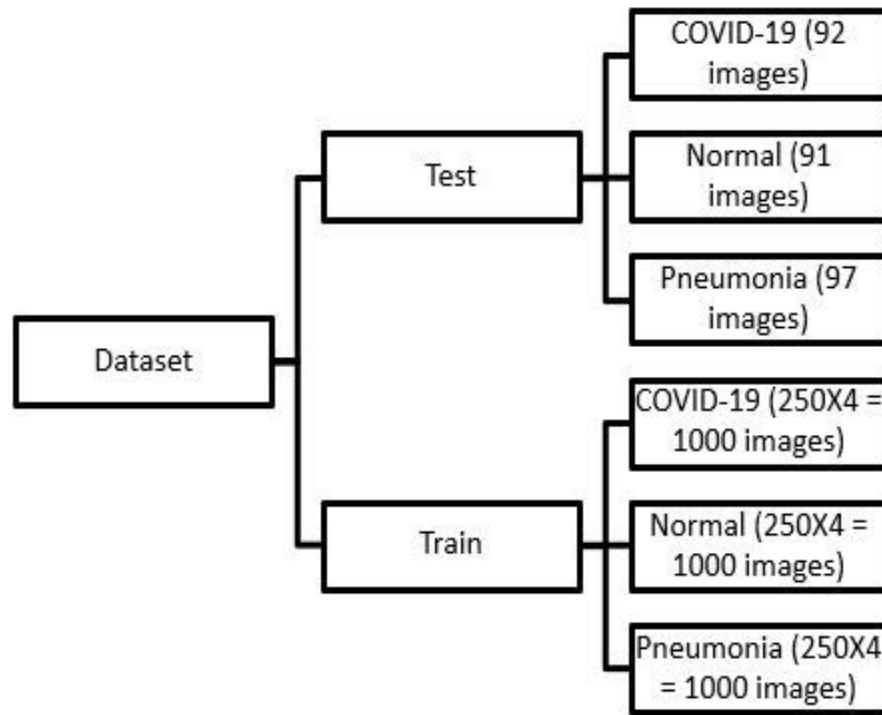 COVID-19 (92
images)
Test
Normal (91
images)
Pneumonia (97
images)
Dataset
COVID-19 (250X4 =
1000 images)
Train
Normal (250X4 =
1000 images)
Pneumonia (250X4
= 1000 images)